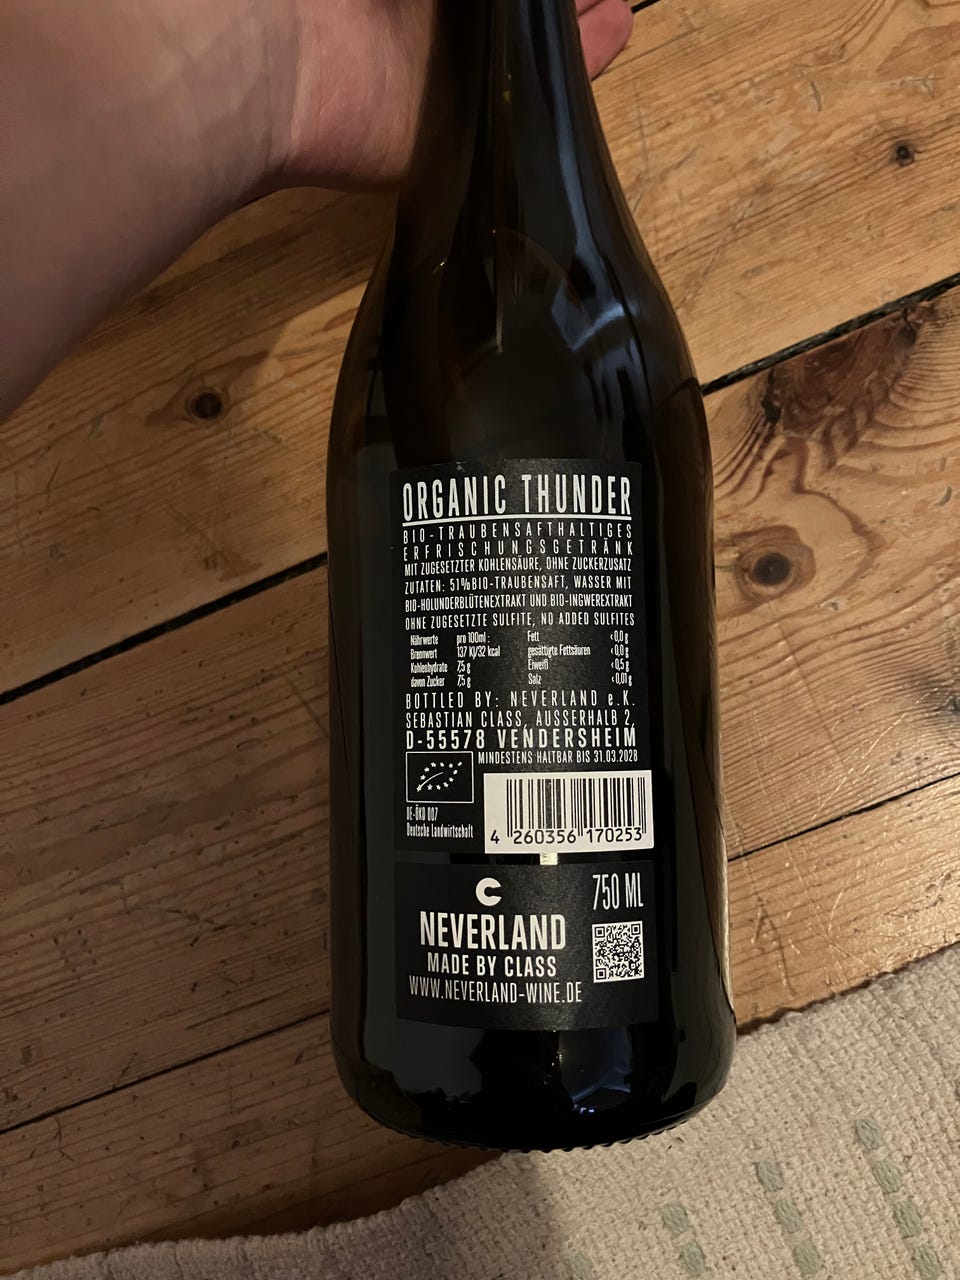 ORGANIC THUNDER
BIO-TRAUBENSAFTHALTIGES
ERFRISCHUNGSGETRÄNK
MIT ZUGESETZTER KOHLENSÄURE, OHNE ZUCKERZUSATZ
ZUTATEN: 51%BIO-TRAUBENSAFT, WASSER MIT
BIO-HOLUNDERBLÜTENEXTRAKT UND BIO-INGWEREXTRAKT
OHNE ZUGESETZTE SULFITE, NO ADDED SULFITES
Nährwerte pro 100ml : Fett <0,0 g
Brennwert 137 KJ/32 kcal gesättigte Fettsäuren <0,0 g
Kohlenhydrate 7,5 g Eiweiß <0,5 g
davon Zucker 7,5 g Salz <0,01 g
BOTTLED BY: NEVERLAND e.K.
SEBASTIAN CLASS, AUSSERHALB 2,
D-55578 VENDERSHEIM
MINDESTENS HALTBAR BIS 31.03.2028
DE-ÖKO 007
Deutsche Landwirtschaft
4 260356 170253
750 ML
NEVERLAND
MADE BY CLASS
WWW.NEVERLAND-WINE.DE